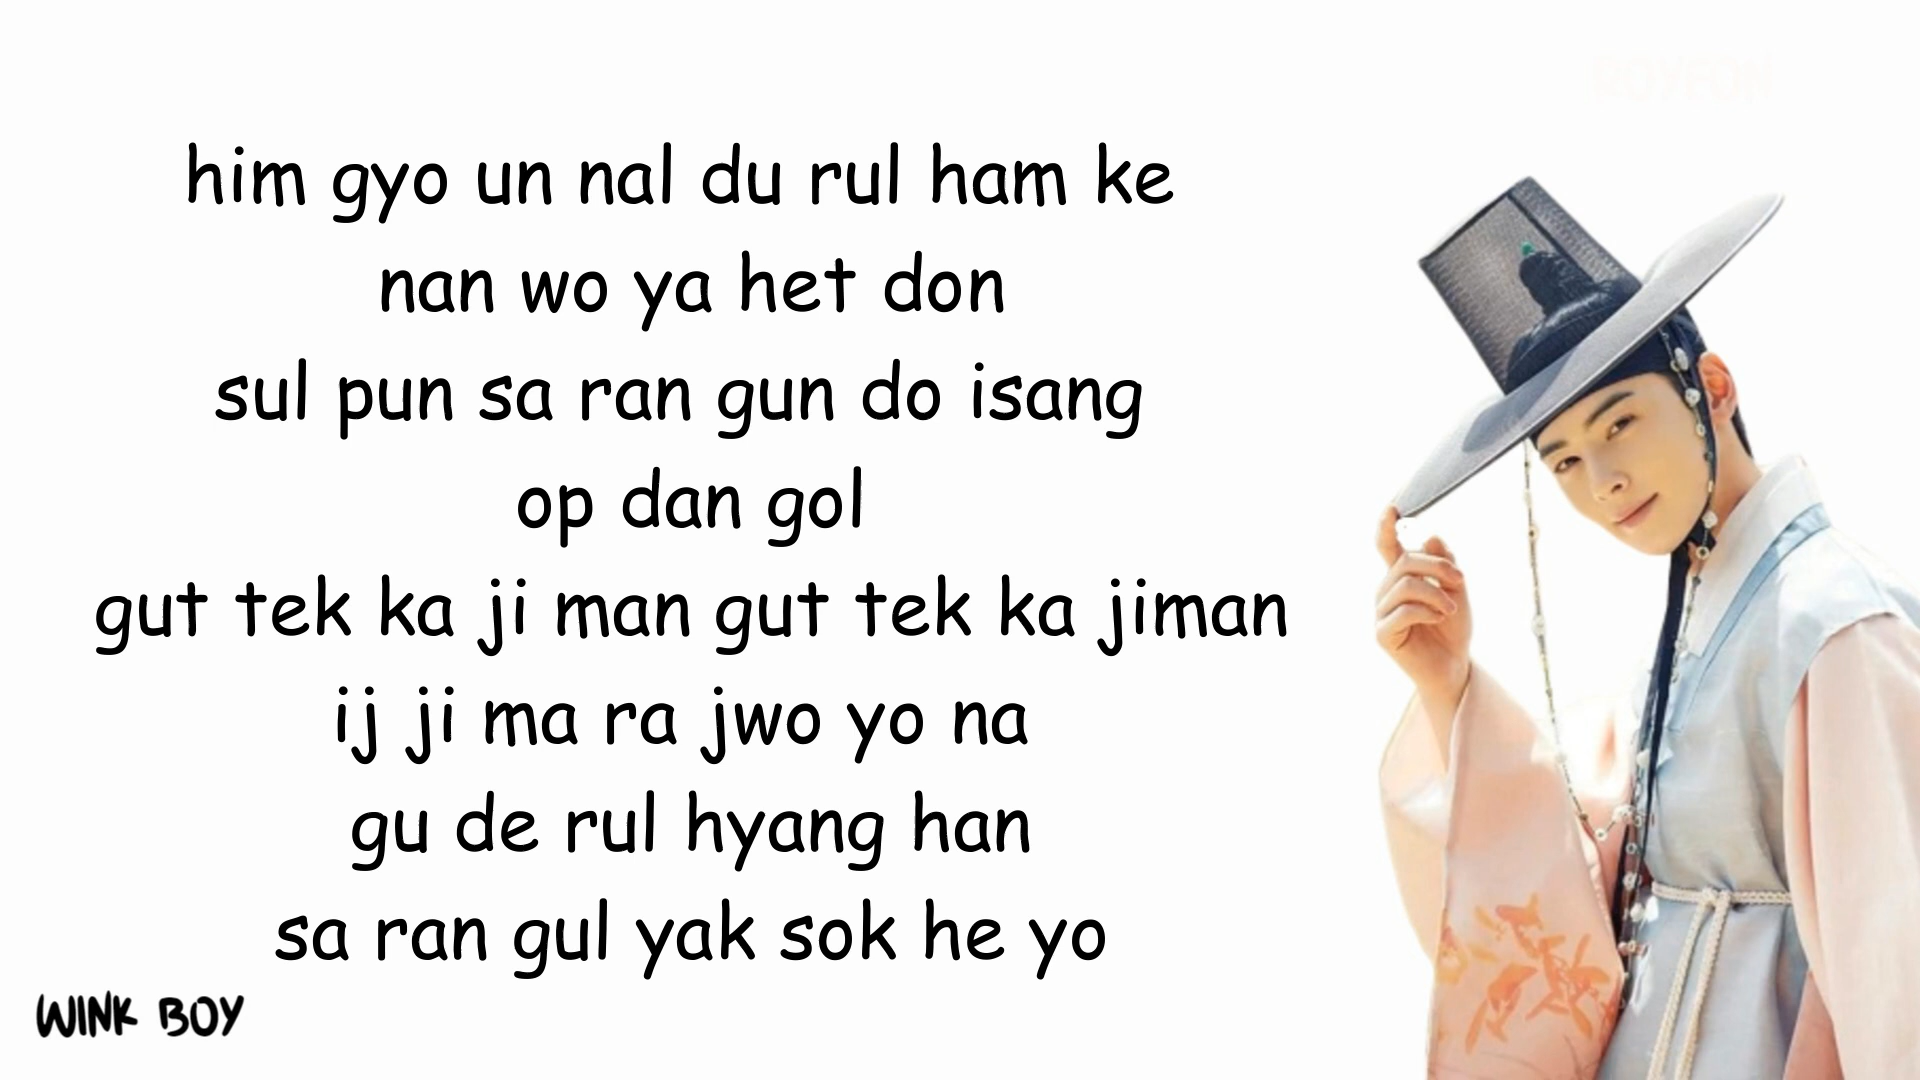 him gyo un nal du rul ham ke
nan wo ya het don
sul pun sa ran gun do isang
op dan gol
gut tek ka ji man gut tek ka jiman
ij ji ma ra jwo yo na
gu de rul hyang han
sa ran gul yak sok he yo
WINK BOY